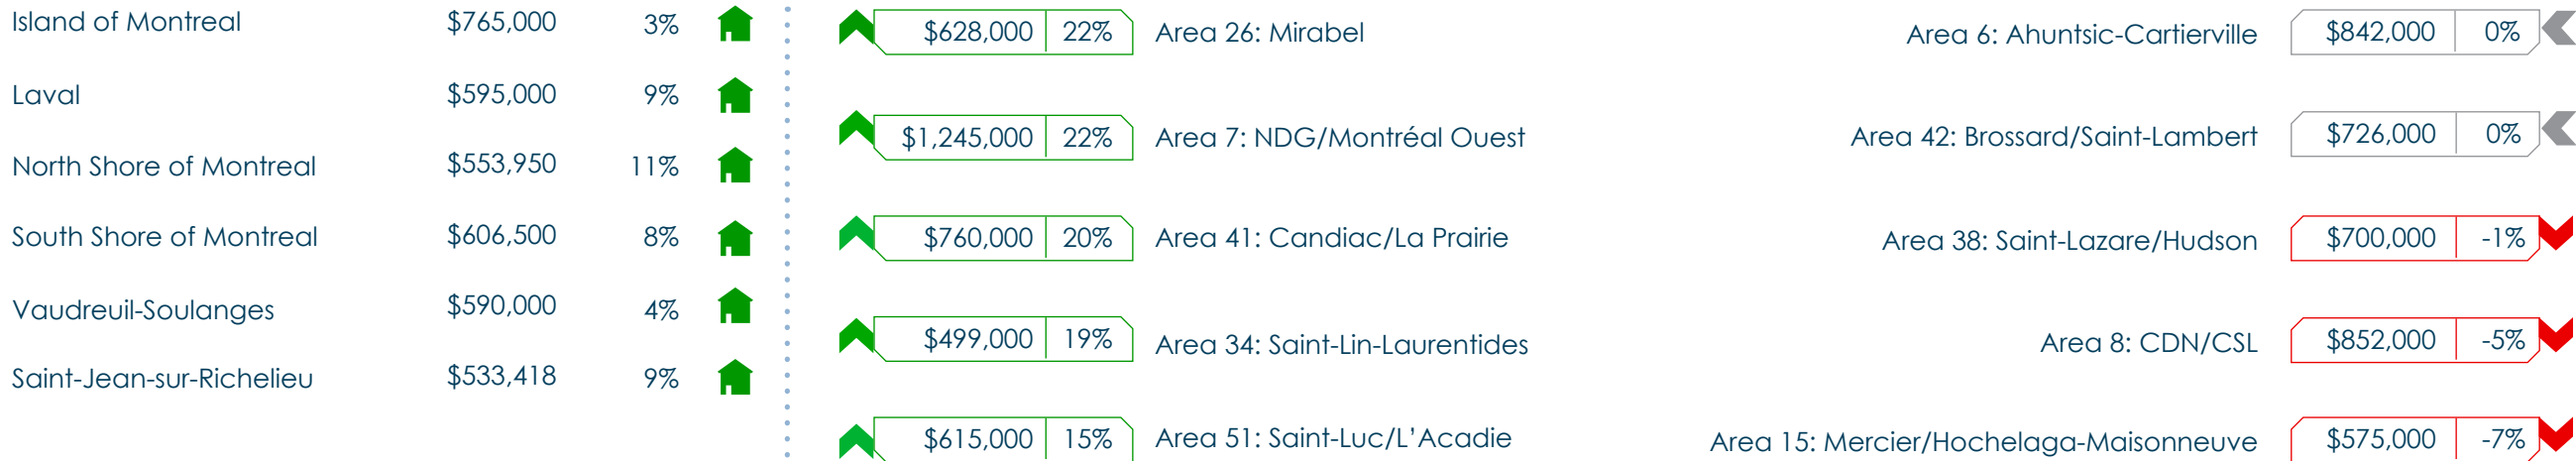 Island of Montreal $765,000 3%
Laval $595,000 9%
North Shore of Montreal $553,950 11%
South Shore of Montreal $606,500 8%
Vaudreuil-Soulanges $590,000 4%
Saint-Jean-sur-Richelieu $533,418 9%
$628,000 22% Area 26: Mirabel
$1,245,000 22% Area 7: NDG/Montréal Ouest
$760,000 20% Area 41: Candiac/La Prairie
$499,000 19% Area 34: Saint-Lin-Laurentides
$615,000 15% Area 51: Saint-Luc/L’Acadie
Area 6: Ahuntsic-Cartierville $842,000 0%
Area 42: Brossard/Saint-Lambert $726,000 0%
Area 38: Saint-Lazare/Hudson $700,000 -1%
Area 8: CDN/CSL $852,000 -5%
Area 15: Mercier/Hochelaga-Maisonneuve $575,000 -7%